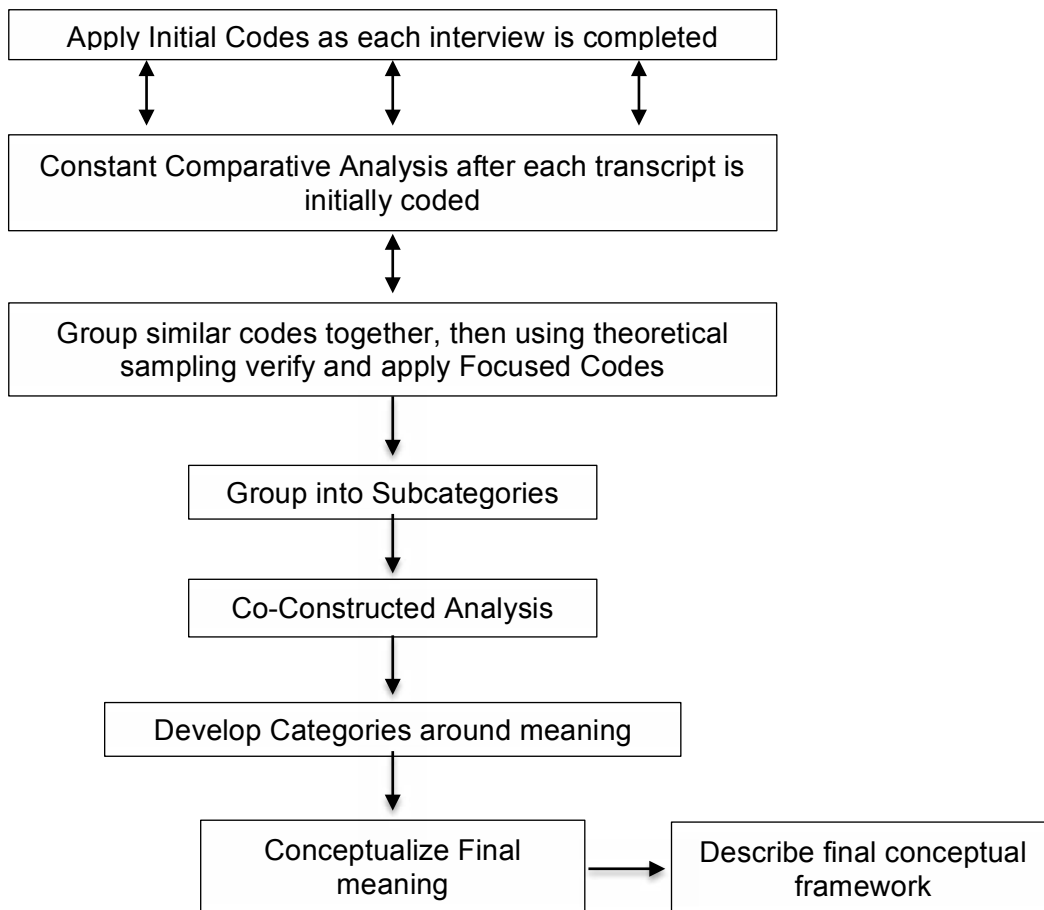 Apply Initial Codes as each interview is completed
Constant Comparative Analysis after each transcript is
initially coded
Group similar codes together, then using theoretical
sampling verify and apply Focused Codes
Group into Subcategories
Co-Constructed Analysis
Develop Categories around meaning
Conceptualize Final
meaning
Describe final conceptual
framework